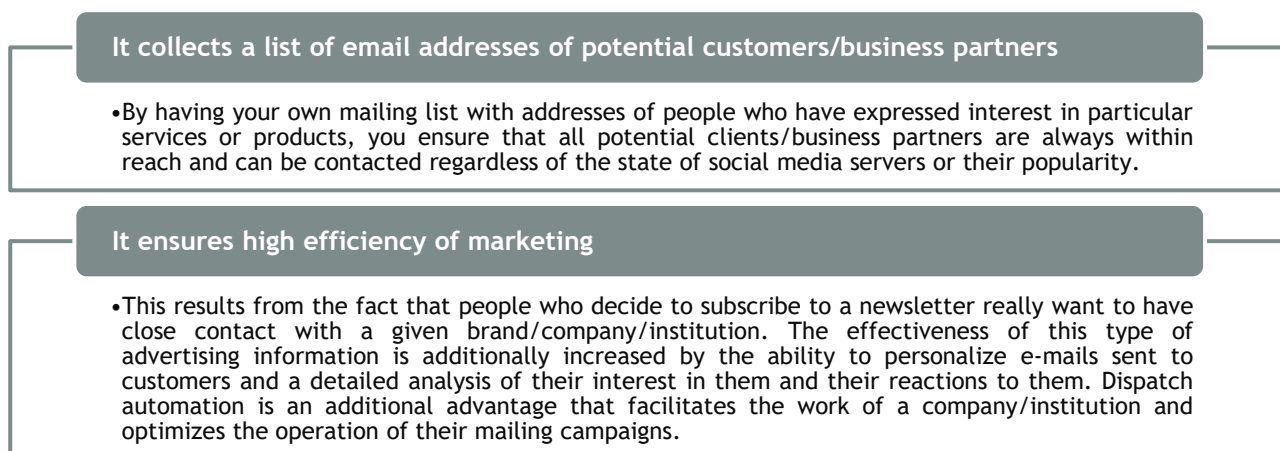 It collects a list of email addresses of potential customers/business partners
•By having your own mailing list with addresses of people who have expressed interest in particular
services or products, you ensure that all potential clients/business partners are always within
reach and can be contacted regardless of the state of social media servers or their popularity.
It ensures high efficiency of marketing
•This results from the fact that people who decide to subscribe to a newsletter really want to have
close contact with a given brand/company/institution. The effectiveness of this type of
advertising information is additionally increased by the ability to personalize e-mails sent to
customers and a detailed analysis of their interest in them and their reactions to them. Dispatch
automation is an additional advantage that facilitates the work of a company/institution and
optimizes the operation of their mailing campaigns.